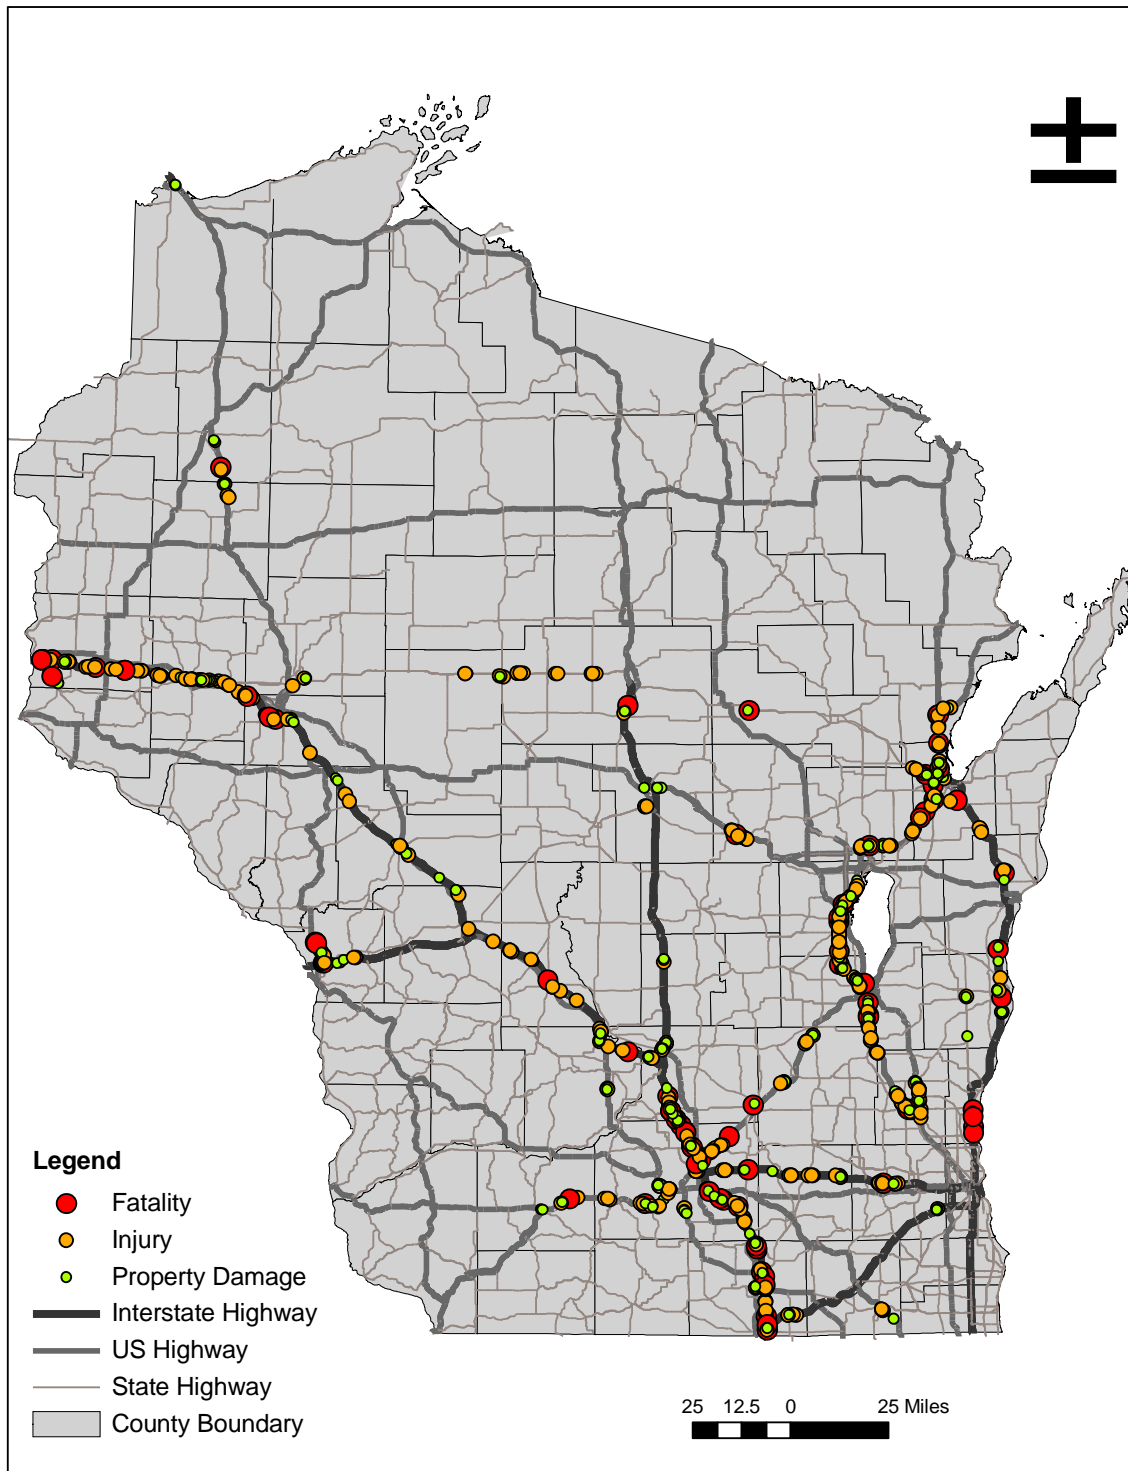 Legend
Fatality
Injury
Property Damage
Interstate Highway
US Highway
State Highway
County Boundary
25 12.5 0 25 Miles